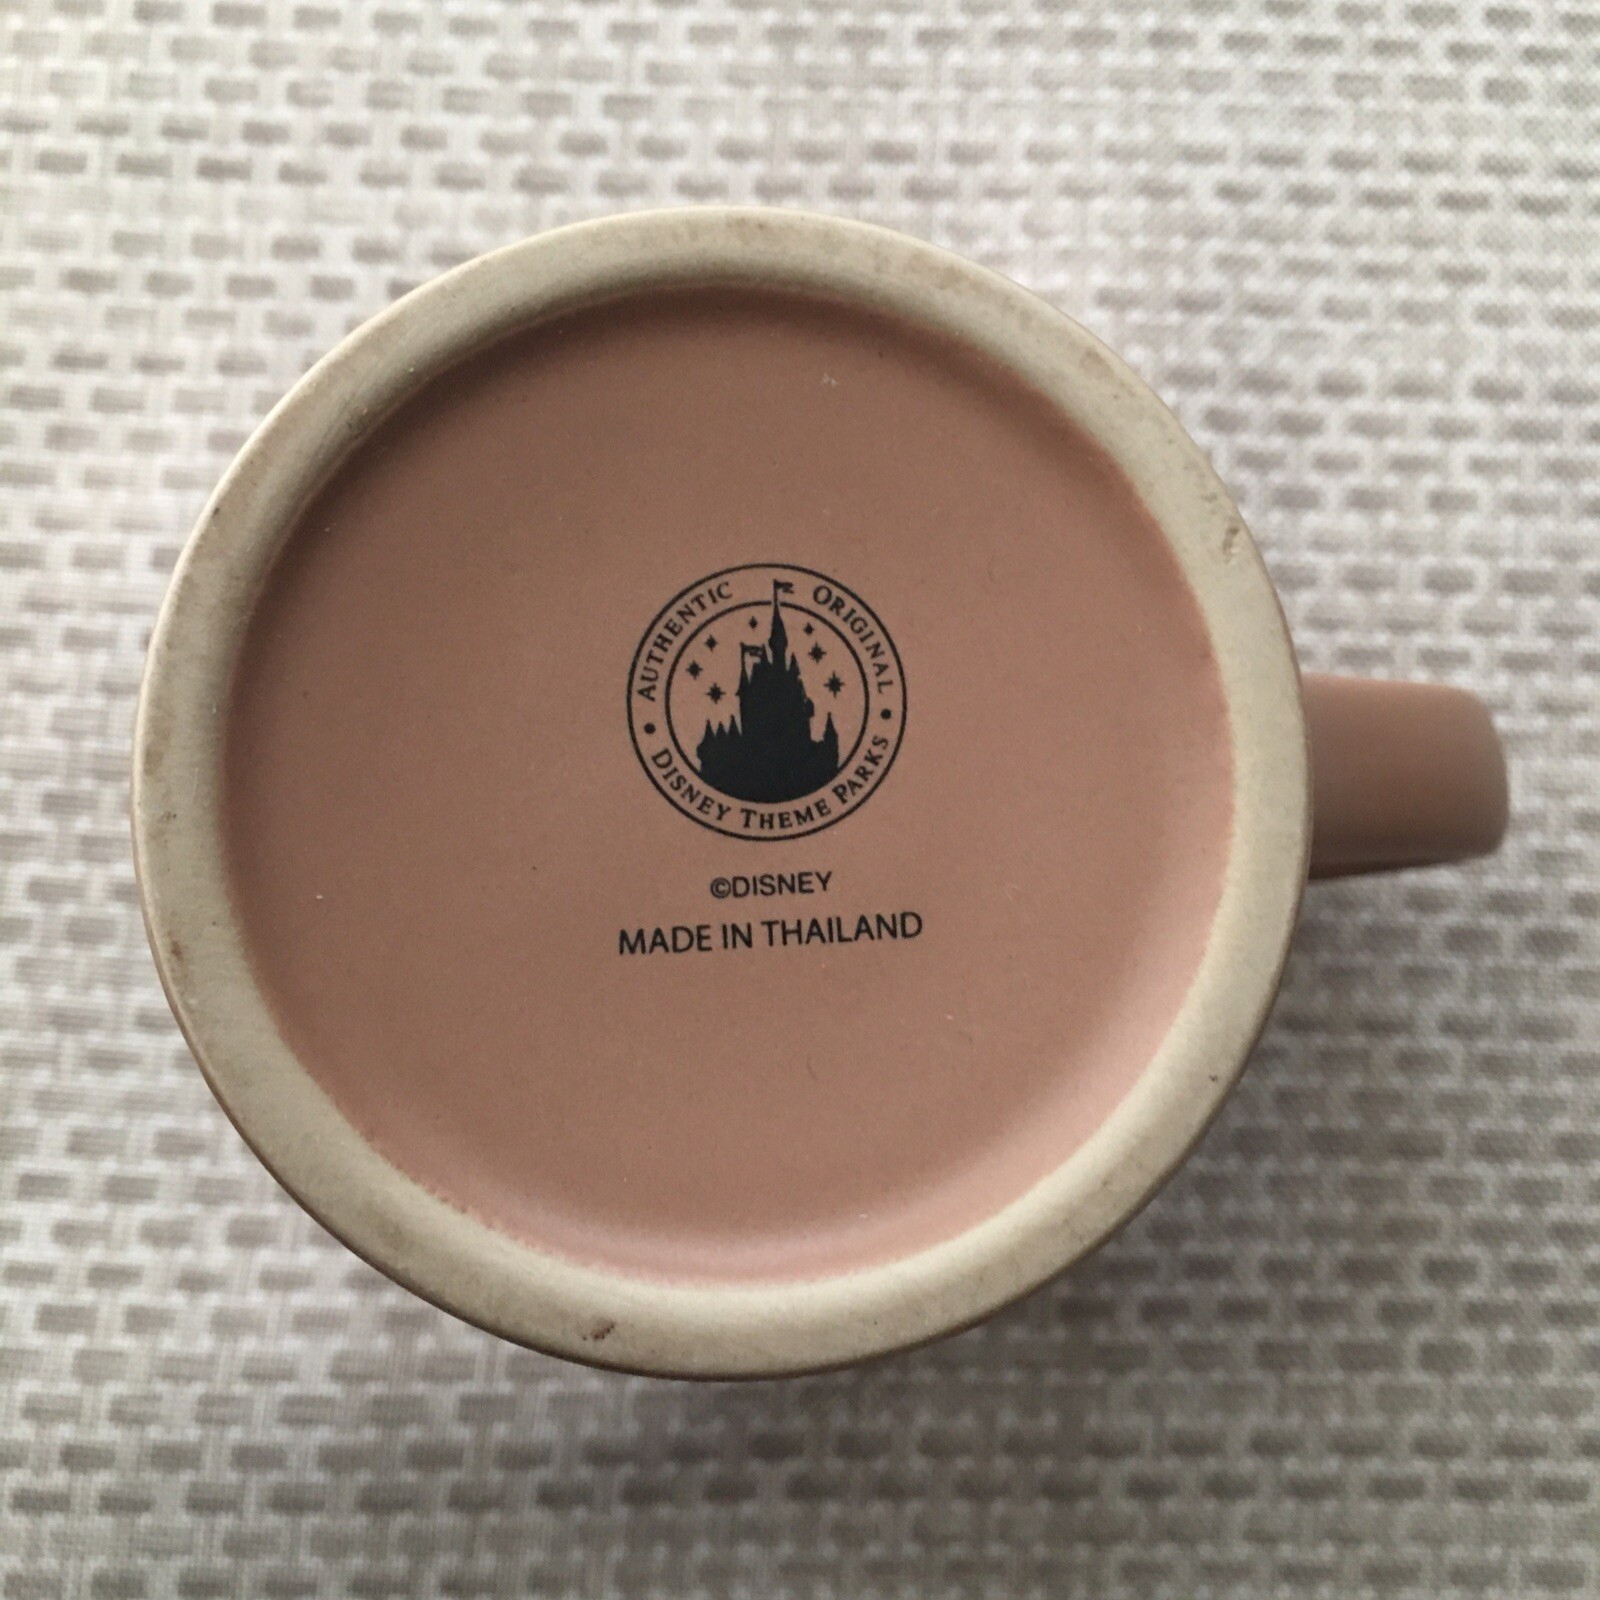 AUTHENTIC ORIGINAL
• DISNEY THEME PARKS •
©DISNEY
MADE IN THAILAND